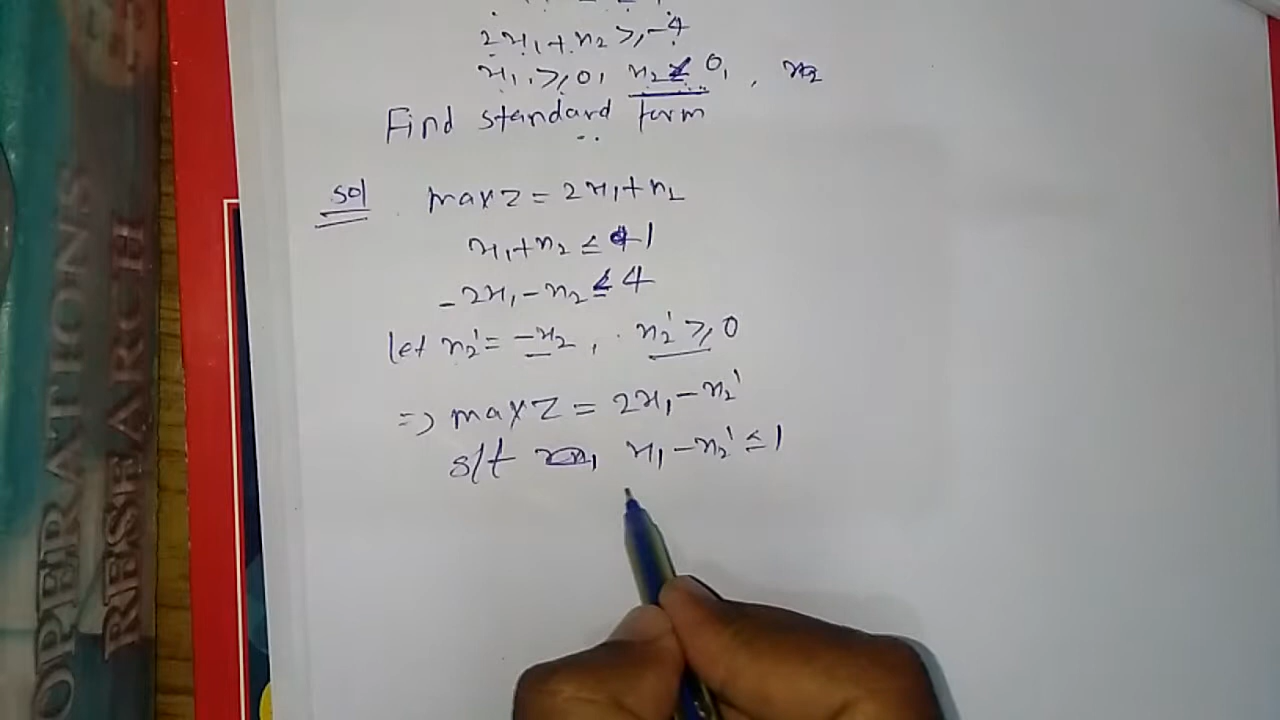 2x₁ + x₂ ≥ -4
x₁ ≥ 0, x₂ ≤ 0, , x₂
Find standard form
sol max z = 2x₁ + x₂
x₁ + x₂ ≤ 1
-2x₁ - x₂ ≤ 4
let x₂' = -x₂, x₂' ≥ 0
=> max z = 2x₁ - x₂'
s/t x₁ - x₂' ≤ 1
OPERATIONS
RESEARCH